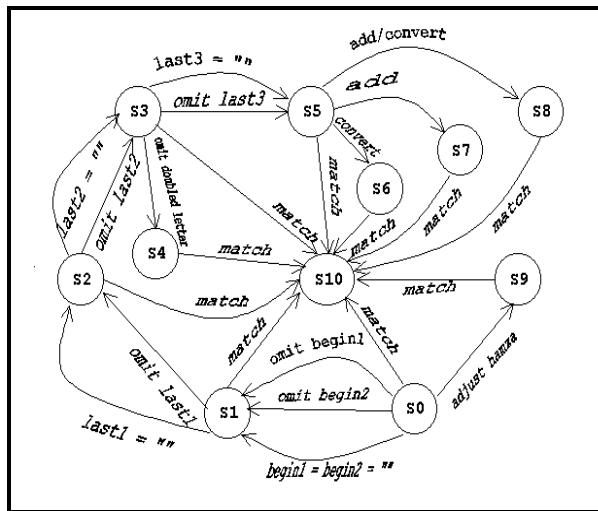 add/convert
last3 = ""
add
omit last3
S3
S5
S8
convert
S7
last2 = ""
omit last2
omit doubled letter
match
S6
match
S4
match
match
match
match
S2
S10
S9
match
match
match
match
omit begin1
omit last1
adjust hamza
omit begin2
S1
S0
last1 = ""
begin1 = begin2 = ""